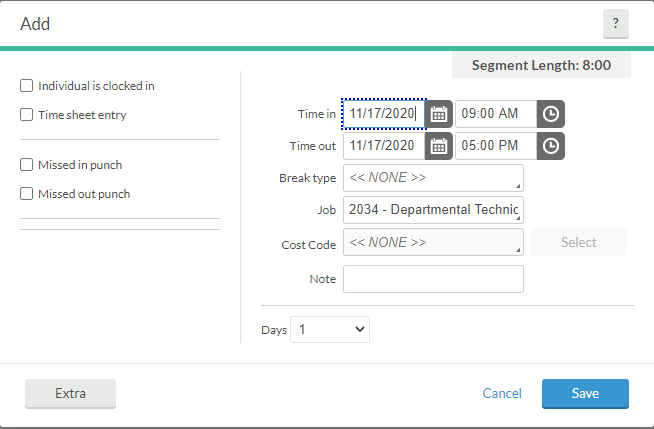 Add
?
Segment Length: 8:00
Individual is clocked in
Time sheet entry
Missed in punch
Missed out punch
Time in 11/17/2020 09:00 AM
Time out 11/17/2020 05:00 PM
Break type << NONE >>
Job 2034 - Departmental Technic
Cost Code << NONE >> Select
Note
Days 1
Extra Cancel Save